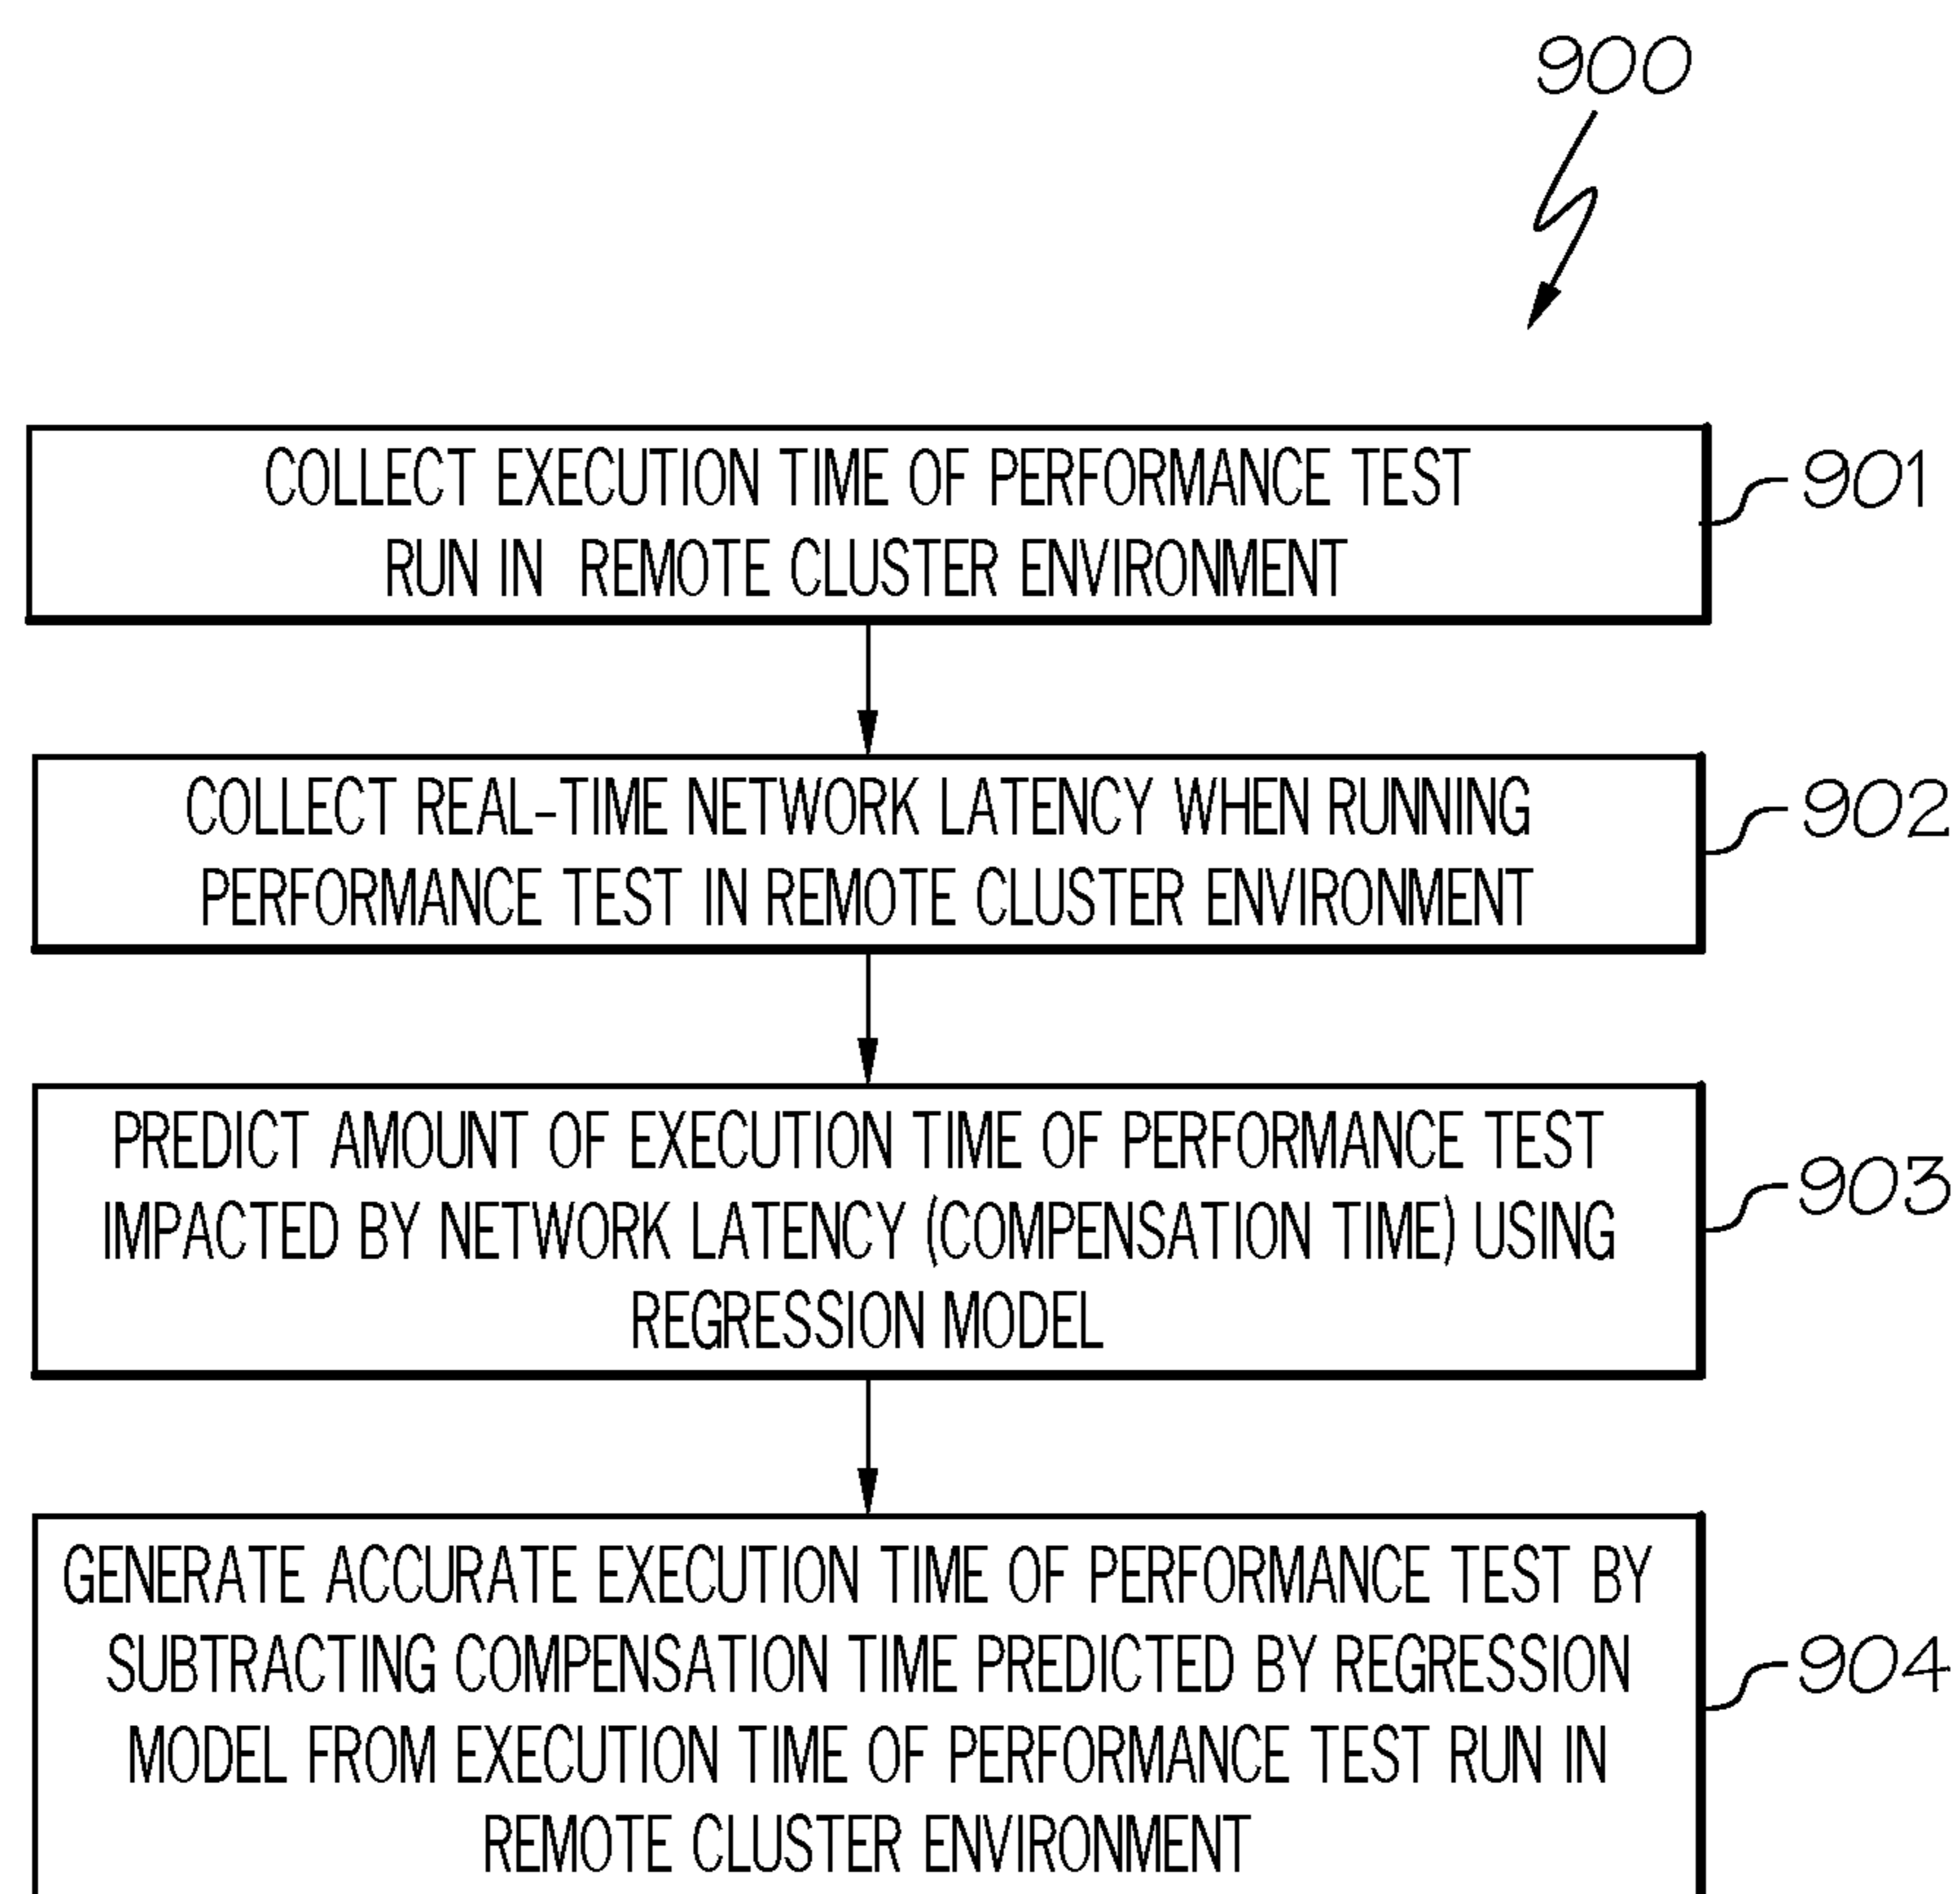 900
COLLECT EXECUTION TIME OF PERFORMANCE TEST
RUN IN REMOTE CLUSTER ENVIRONMENT
901
COLLECT REAL-TIME NETWORK LATENCY WHEN RUNNING
PERFORMANCE TEST IN REMOTE CLUSTER ENVIRONMENT
902
PREDICT AMOUNT OF EXECUTION TIME OF PERFORMANCE TEST
IMPACTED BY NETWORK LATENCY (COMPENSATION TIME) USING
REGRESSION MODEL
903
GENERATE ACCURATE EXECUTION TIME OF PERFORMANCE TEST BY
SUBTRACTING COMPENSATION TIME PREDICTED BY REGRESSION
MODEL FROM EXECUTION TIME OF PERFORMANCE TEST RUN IN
REMOTE CLUSTER ENVIRONMENT
904